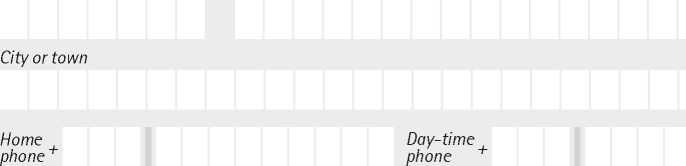 City or town
Home
phone +
Day-time
phone +